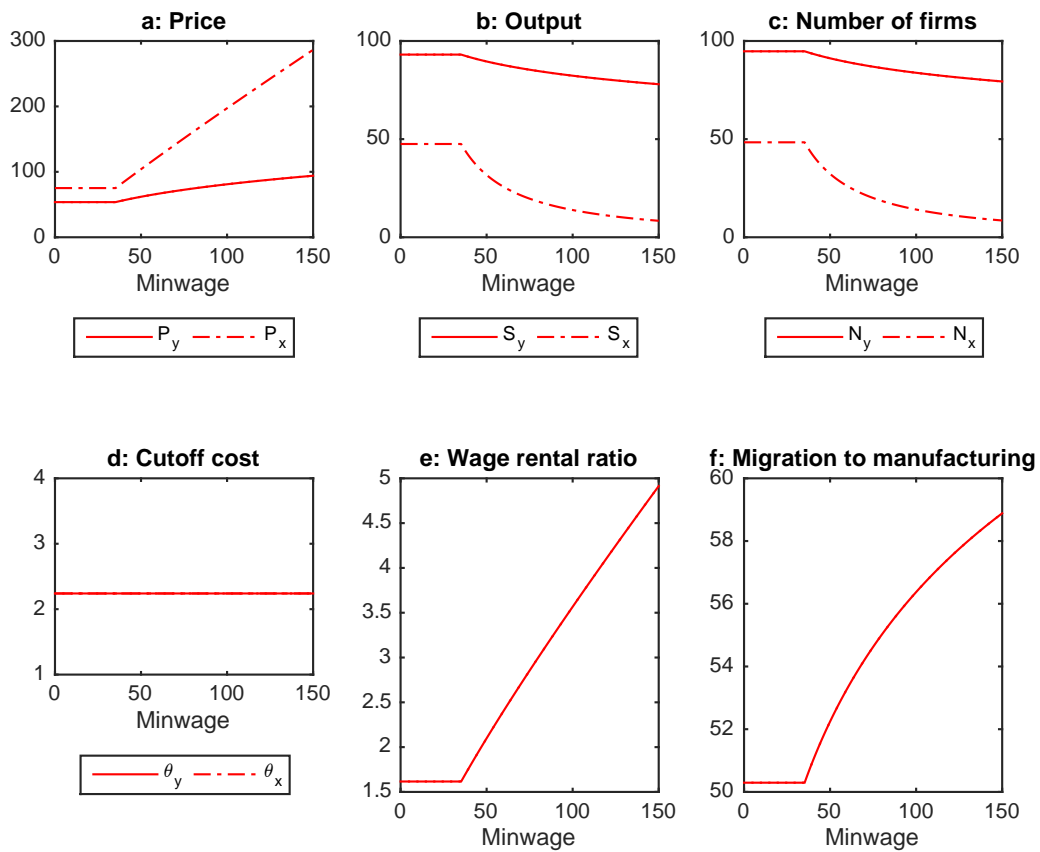 a: Price
300
200
100
0
0 50 100 150
Minwage
P_y P_x
b: Output
100
50
0
0 50 100 150
Minwage
S_y S_x
c: Number of firms
100
50
0
0 50 100 150
Minwage
N_y N_x
d: Cutoff cost
4
3
2
1
0 50 100 150
Minwage
θ_y θ_x
e: Wage rental ratio
5
4.5
4
3.5
3
2.5
2
1.5
0 50 100 150
Minwage
f: Migration to manufacturing
60
58
56
54
52
50
0 50 100 150
Minwage